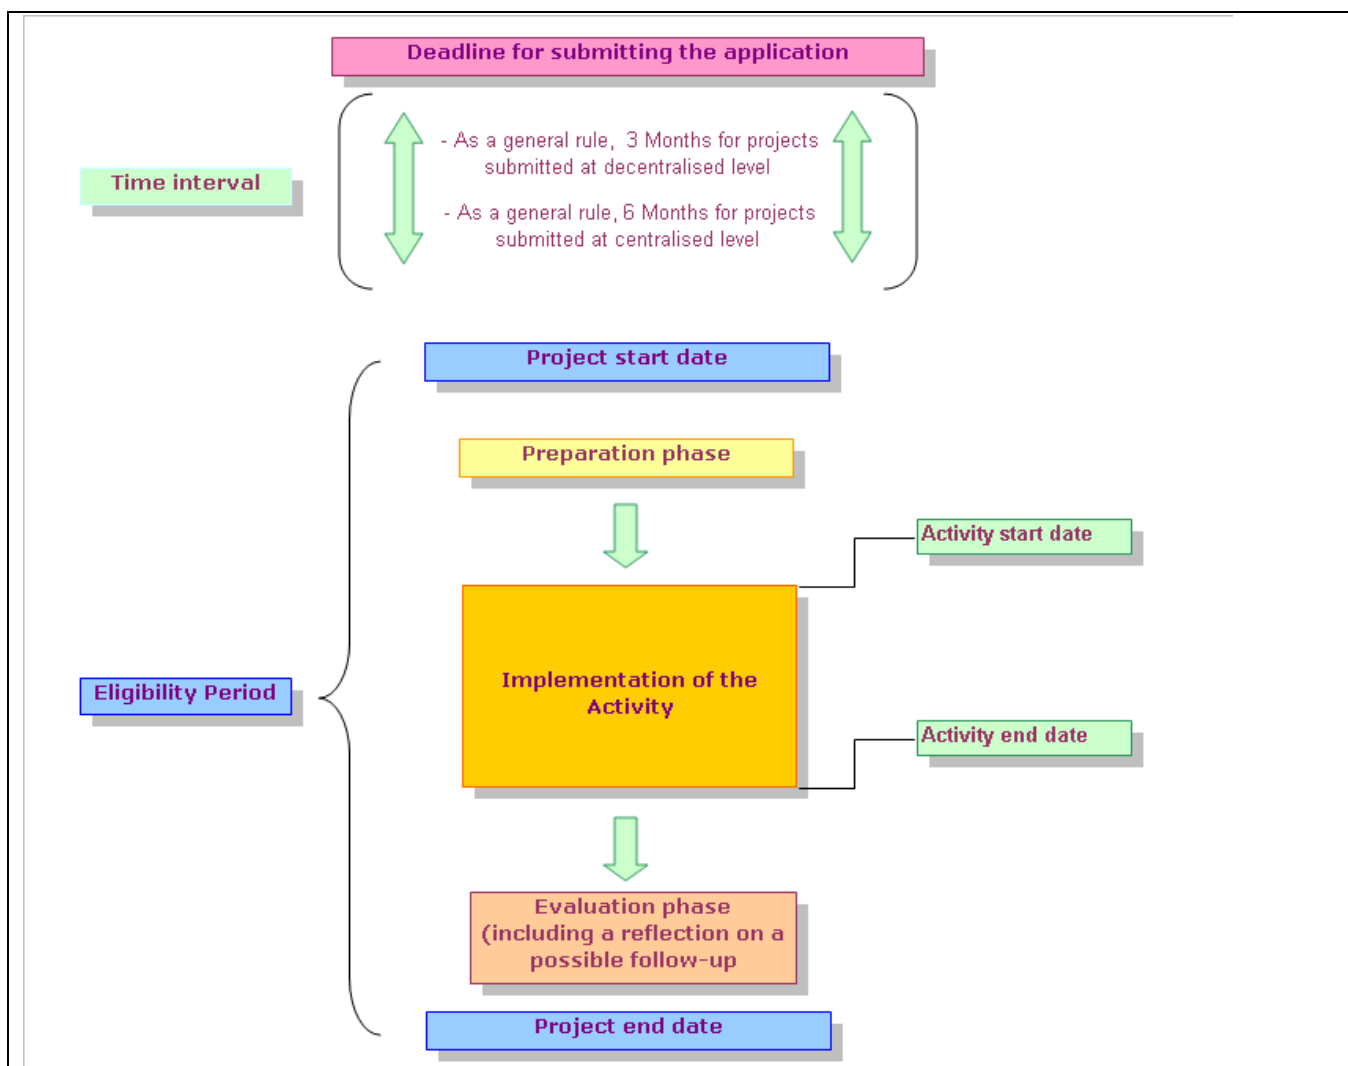 Deadline for submitting the application
- As a general rule, 3 Months for projects
submitted at decentralised level
Time interval
- As a general rule, 6 Months for projects
submitted at centralised level
Project start date
Preparation phase
Activity start date
Implementation of the
Activity
Eligibility Period
Activity end date
Evaluation phase
(including a reflection on a
possible follow-up
Project end date